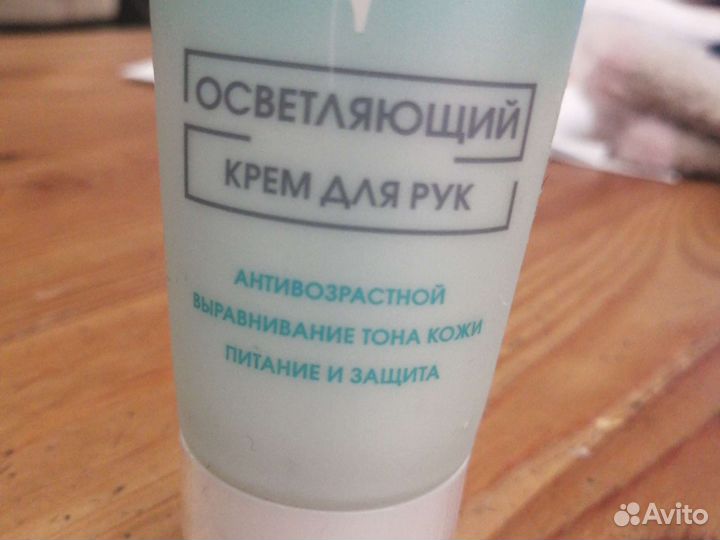 ОСВЕТЛЯЮЩИЙ
КРЕМ ДЛЯ РУК
АНТИВОЗРАСТНОЙ
ВЫРАВНИВАНИЕ ТОНА КОЖИ
ПИТАНИЕ И ЗАЩИТА
Avito